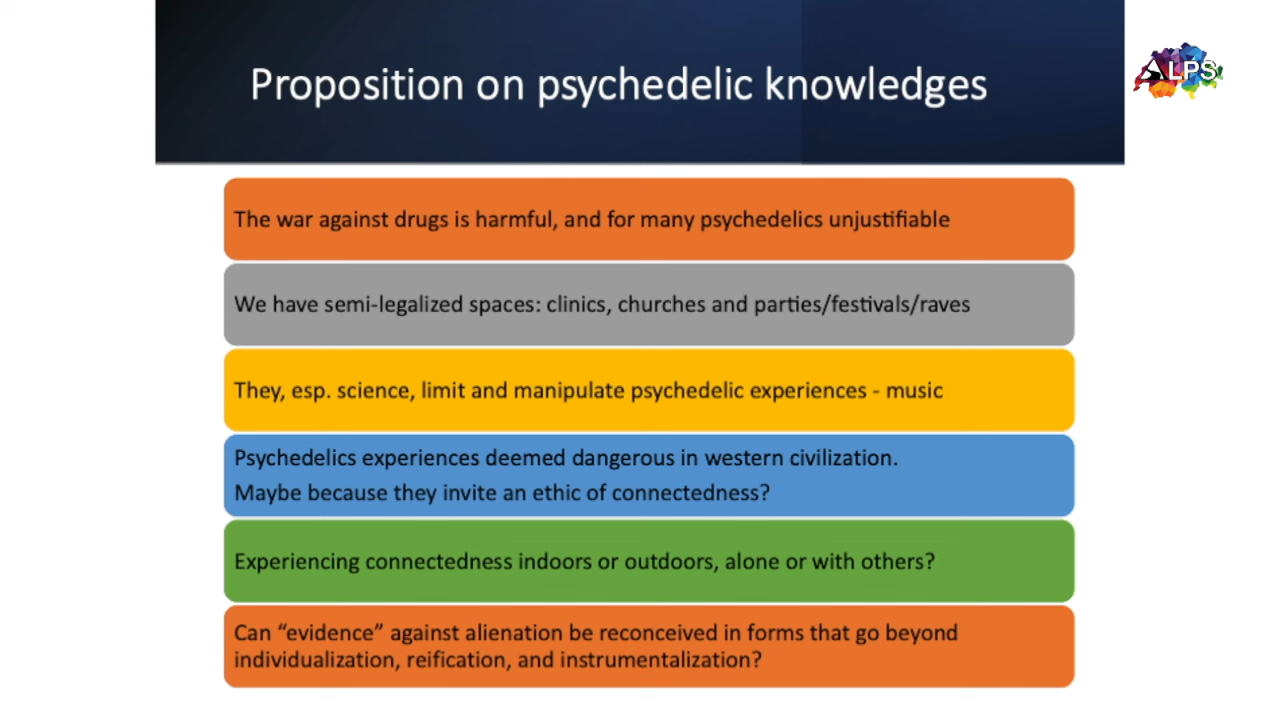 Proposition on psychedelic knowledges
ALPS
The war against drugs is harmful, and for many psychedelics unjustifiable
We have semi-legalized spaces: clinics, churches and parties/festivals/raves
They, esp. science, limit and manipulate psychedelic experiences - music
Psychedelics experiences deemed dangerous in western civilization.
Maybe because they invite an ethic of connectedness?
Experiencing connectedness indoors or outdoors, alone or with others?
Can “evidence” against alienation be reconceived in forms that go beyond
individualization, reification, and instrumentalization?